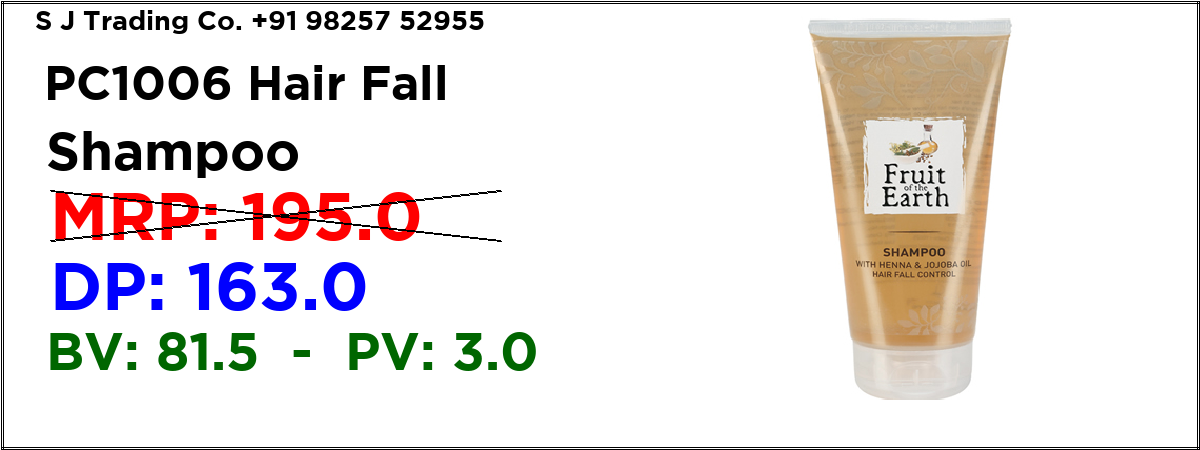 S J Trading Co. +91 98257 52955
PC1006 Hair Fall
Shampoo
MRP: 195.0
DP: 163.0
BV: 81.5 - PV: 3.0
Fruit
of the
Earth
SHAMPOO
WITH HENNA & JOJOBA OIL
HAIR FALL CONTROL